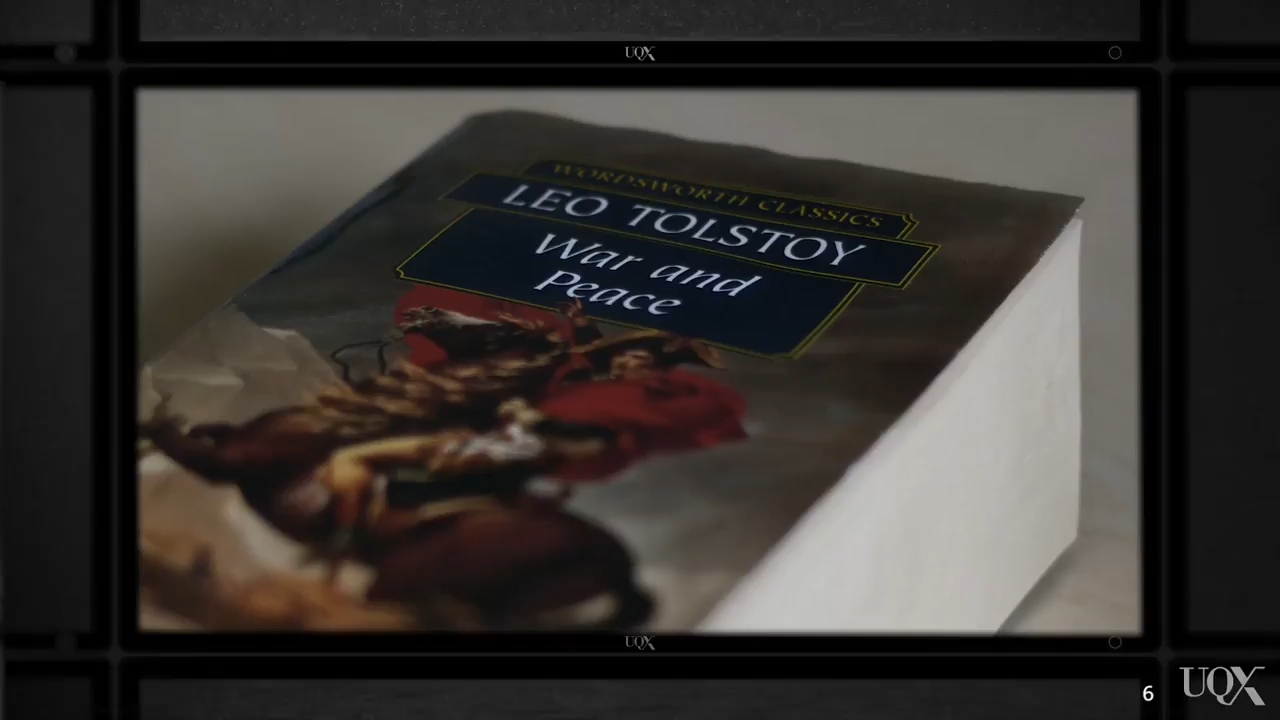 UQX
WORDSWORTH CLASSICS
LEO TOLSTOY
War and
Peace
UQX
6
UQX